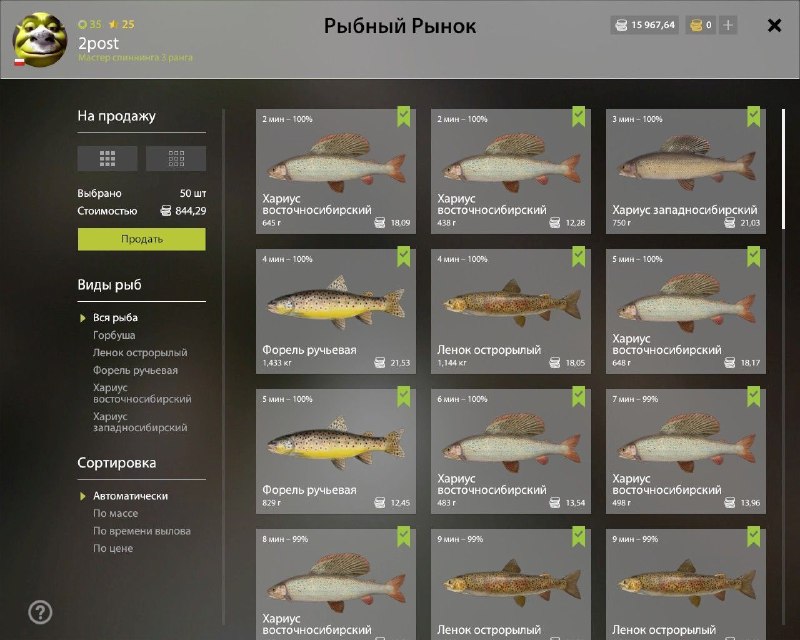 35 25
2post
Мастер спиннинга 3 ранга
Рыбный Рынок
15 967,64 0
На продажу
Выбрано 50 шт
Стоимостью 844,29
Продать
Виды рыб
Вся рыба
Горбуша
Ленок острорылый
Форель ручьевая
Хариус
восточносибирский
Хариус
западносибирский
Сортировка
Автоматически
По массе
По времени вылова
По цене
2 мин – 100%
Хариус
восточносибирский
645 г 18,09
2 мин – 100%
Хариус
восточносибирский
438 г 12,28
3 мин – 100%
Хариус западносибирский
750 г 21,03
4 мин – 100%
Форель ручьевая
1,433 кг 21,53
4 мин – 100%
Ленок острорылый
1,144 кг 18,05
5 мин – 100%
Хариус
восточносибирский
648 г 18,17
5 мин – 100%
Форель ручьевая
829 г 12,45
6 мин – 100%
Хариус
восточносибирский
483 г 13,54
7 мин – 99%
Хариус
восточносибирский
498 г 13,96
8 мин – 99%
Хариус
восточносибирский
9 мин – 99%
Ленок острорылый
9 мин – 99%
Ленок острорылый